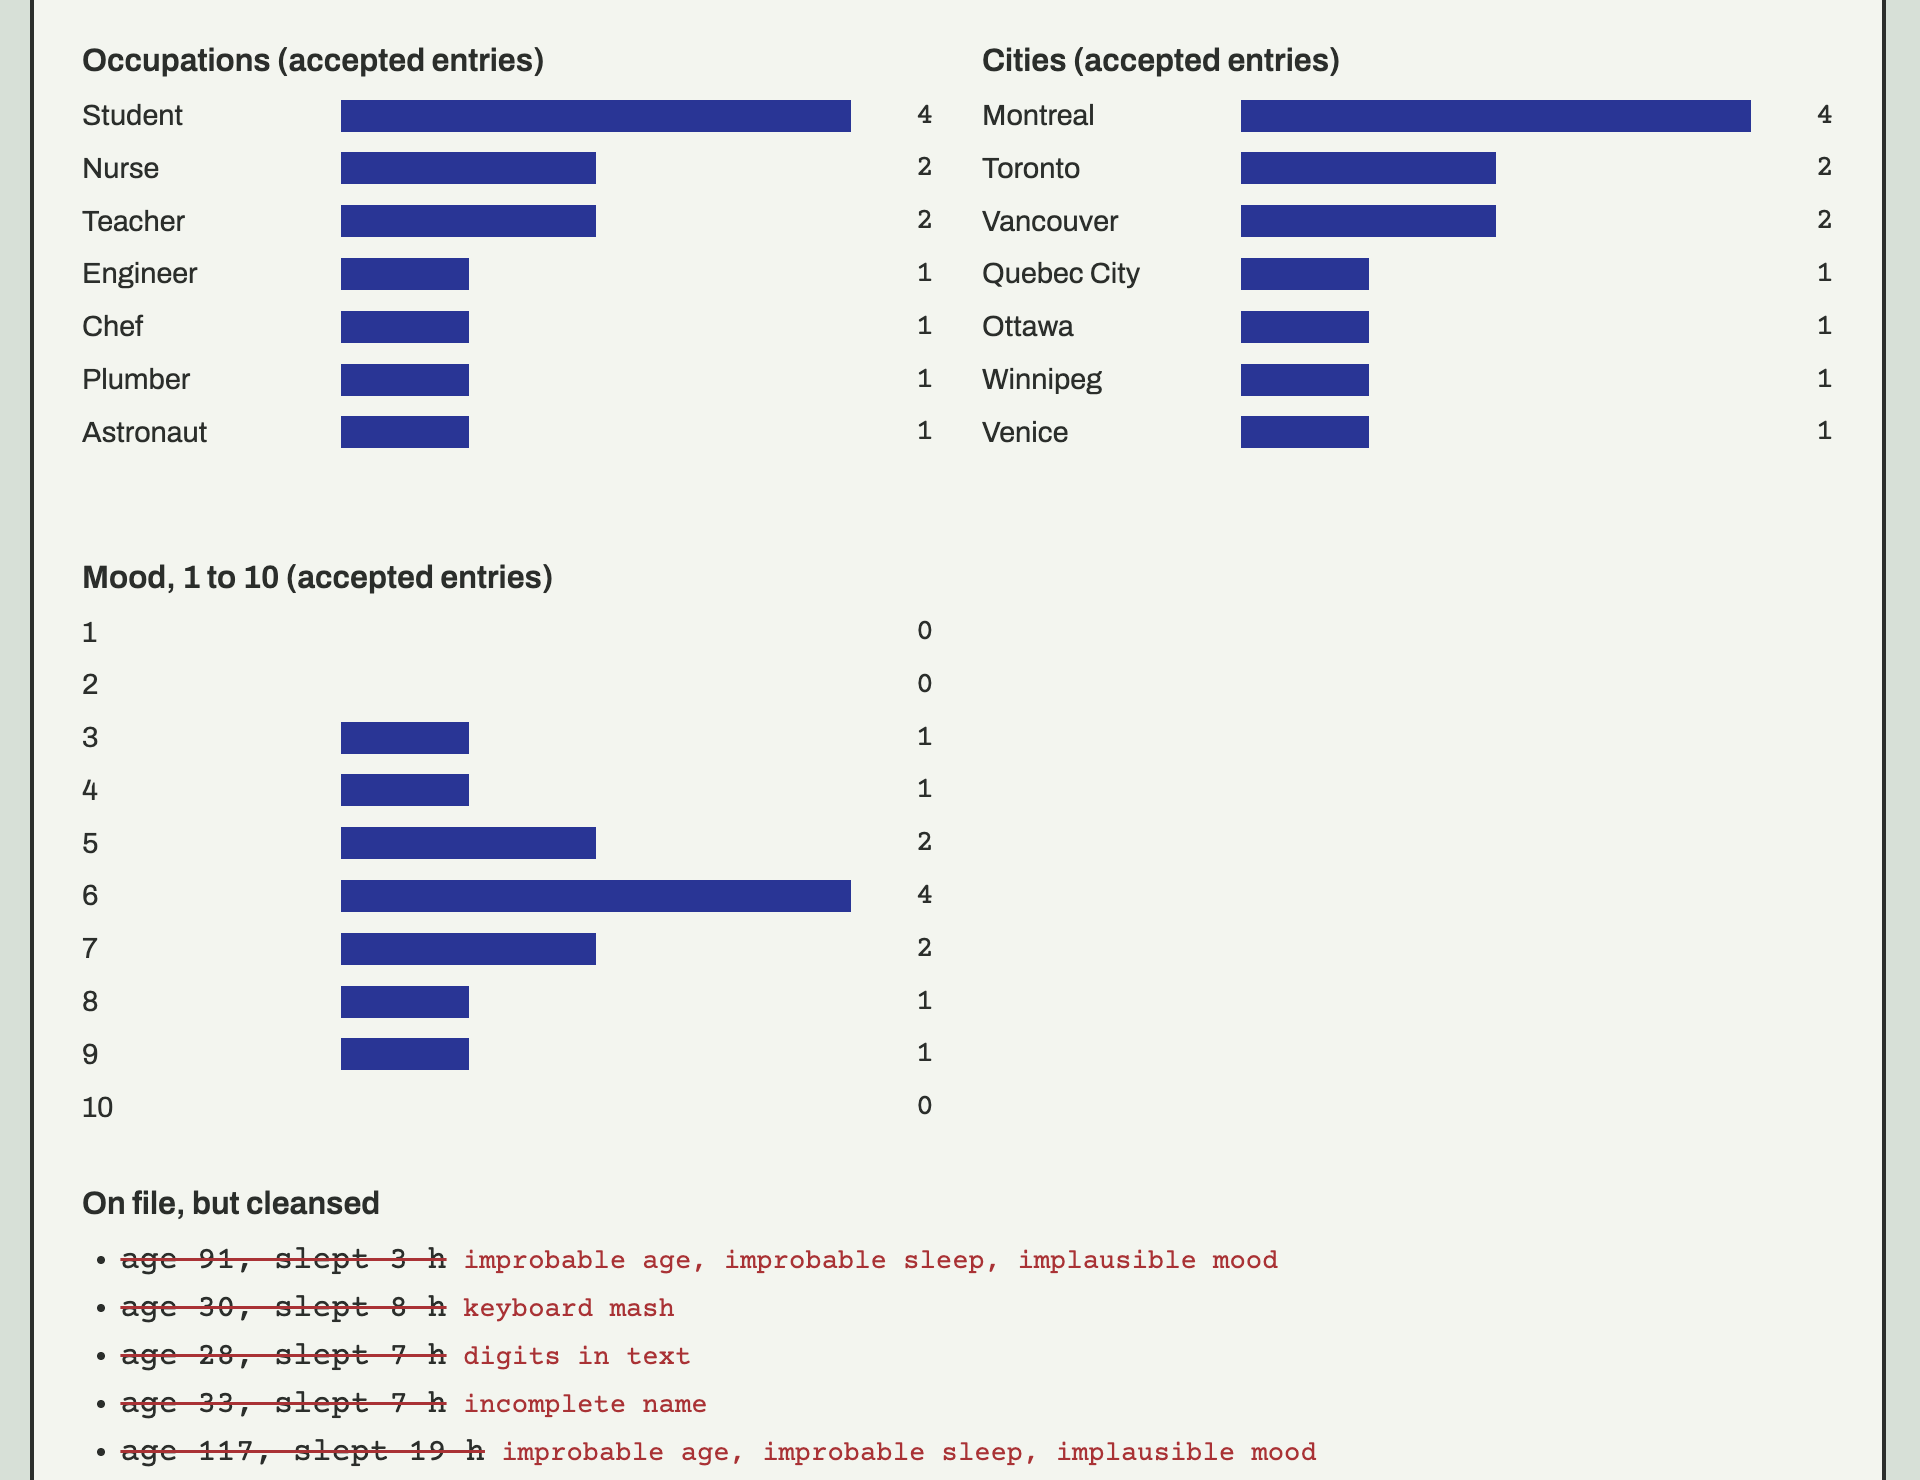 Occupations (accepted entries)
Student 4
Nurse 2
Teacher 2
Engineer 1
Chef 1
Plumber 1
Astronaut 1
Cities (accepted entries)
Montreal 4
Toronto 2
Vancouver 2
Quebec City 1
Ottawa 1
Winnipeg 1
Venice 1
Mood, 1 to 10 (accepted entries)
1 0
2 0
3 1
4 1
5 2
6 4
7 2
8 1
9 1
10 0
On file, but cleansed
• age 91, slept 3 h improbable age, improbable sleep, implausible mood
• age 30, slept 8 h keyboard mash
• age 28, slept 7 h digits in text
• age 33, slept 7 h incomplete name
• age 117, slept 19 h improbable age, improbable sleep, implausible mood